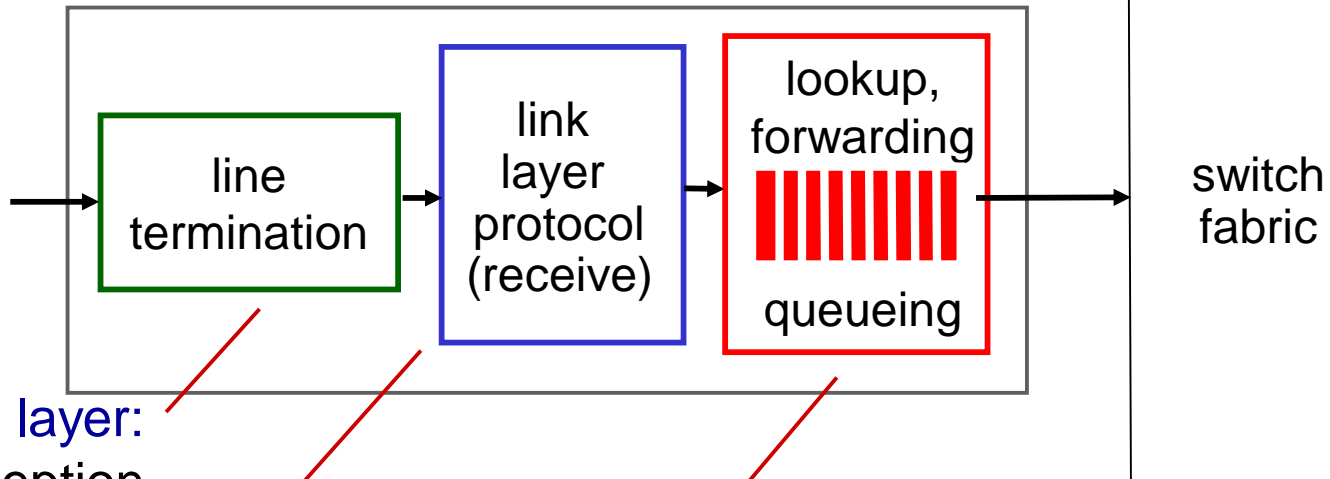 line
termination
link
layer
protocol
(receive)
lookup,
forwarding
queueing
switch
fabric
layer: